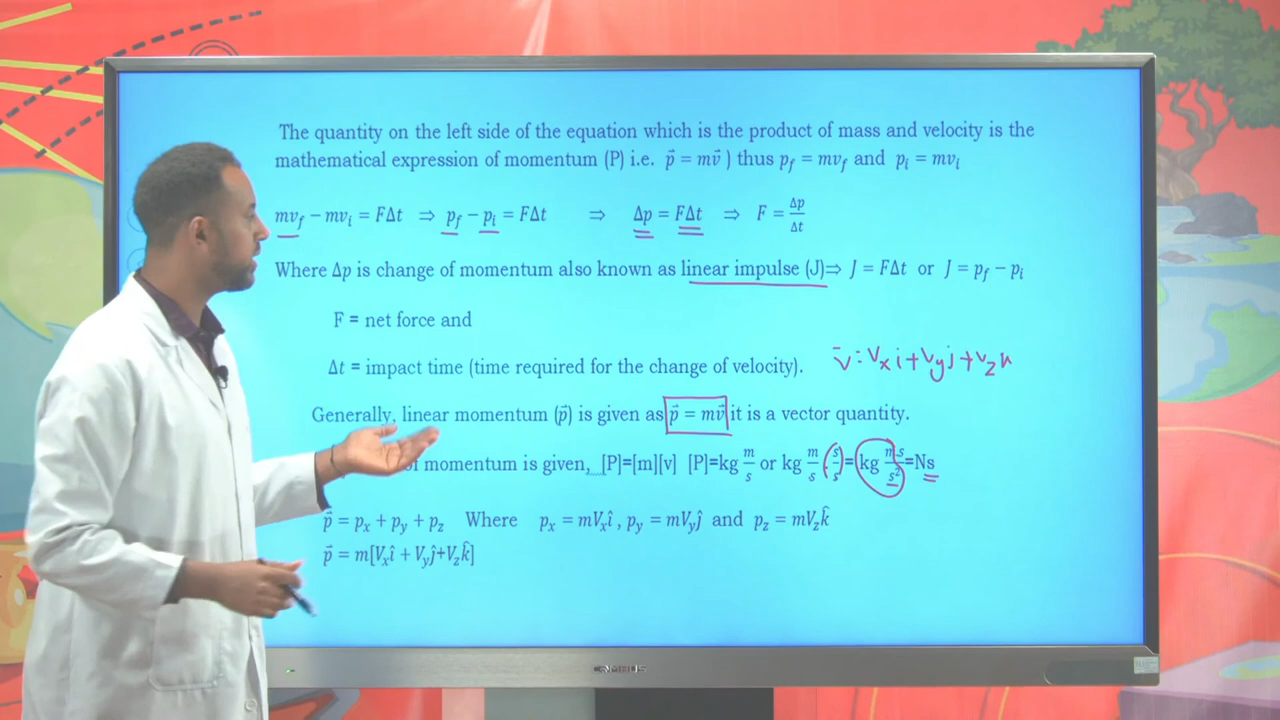 The quantity on the left side of the equation which is the product of mass and velocity is the
mathematical expression of momentum (P) i.e. p⃗ = mv⃗ ) thus p_f = mv_f and p_i = mv_i
mv_f − mv_i = FΔt ⇒ p_f − p_i = FΔt ⇒ Δp = FΔt ⇒ F = Δp/Δt
Where Δp is change of momentum also known as linear impulse (J)⇒ J = FΔt or J = p_f − p_i
F = net force and
Δt = impact time (time required for the change of velocity).
v̄ : v_x i + v_y j + v_z k
Generally, linear momentum (p⃗) is given as p⃗ = mv⃗ it is a vector quantity.
momentum is given, [P]=[m][v] [P]=kg m/s or kg m/s (s/s)=kg m.s/s²=Ns
p⃗ = p_x + p_y + p_z Where p_x = mV_x î , p_y = mV_y ĵ and p_z = mV_z k̂
p⃗ = m[V_x î + V_y ĵ+V_z k̂]